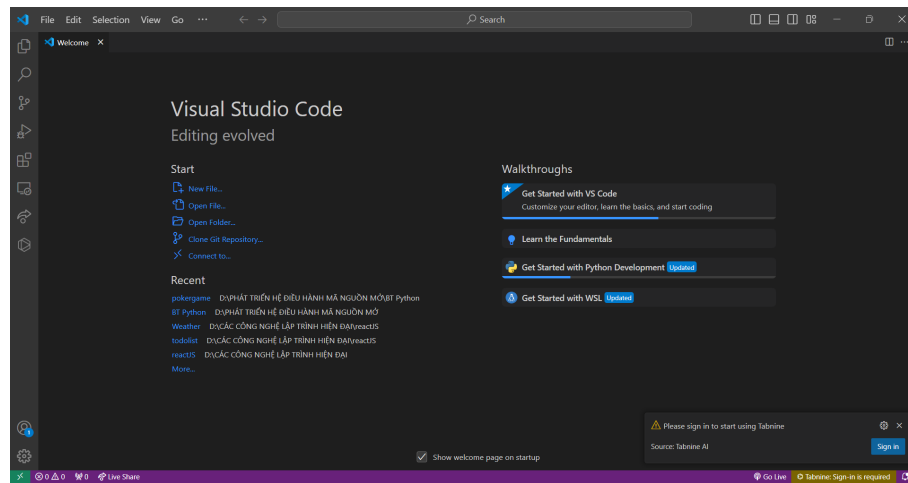 File Edit Selection View Go ··· Search
Welcome
Visual Studio Code
Editing evolved
Start
New File...
Open File...
Open Folder...
Clone Git Repository...
Connect to...
Recent
pokergame D:\PHÁT TRIỂN HỆ ĐIỀU HÀNH MÃ NGUỒN MỞ\BT Python
BT Python D:\PHÁT TRIỂN HỆ ĐIỀU HÀNH MÃ NGUỒN MỞ
Weather D:\CÁC CÔNG NGHỆ LẬP TRÌNH HIỆN ĐẠI\reactJS
todolist D:\CÁC CÔNG NGHỆ LẬP TRÌNH HIỆN ĐẠI\reactJS
reactJS D:\CÁC CÔNG NGHỆ LẬP TRÌNH HIỆN ĐẠI
More...
Walkthroughs
Get Started with VS Code
Customize your editor, learn the basics, and start coding
Learn the Fundamentals
Get Started with Python Development Updated
Get Started with WSL Updated
Please sign in to start using Tabnine
Source: Tabnine AI Sign in
Show welcome page on startup
1
0 0 0 Live Share Go Live Tabnine: Sign-in is required